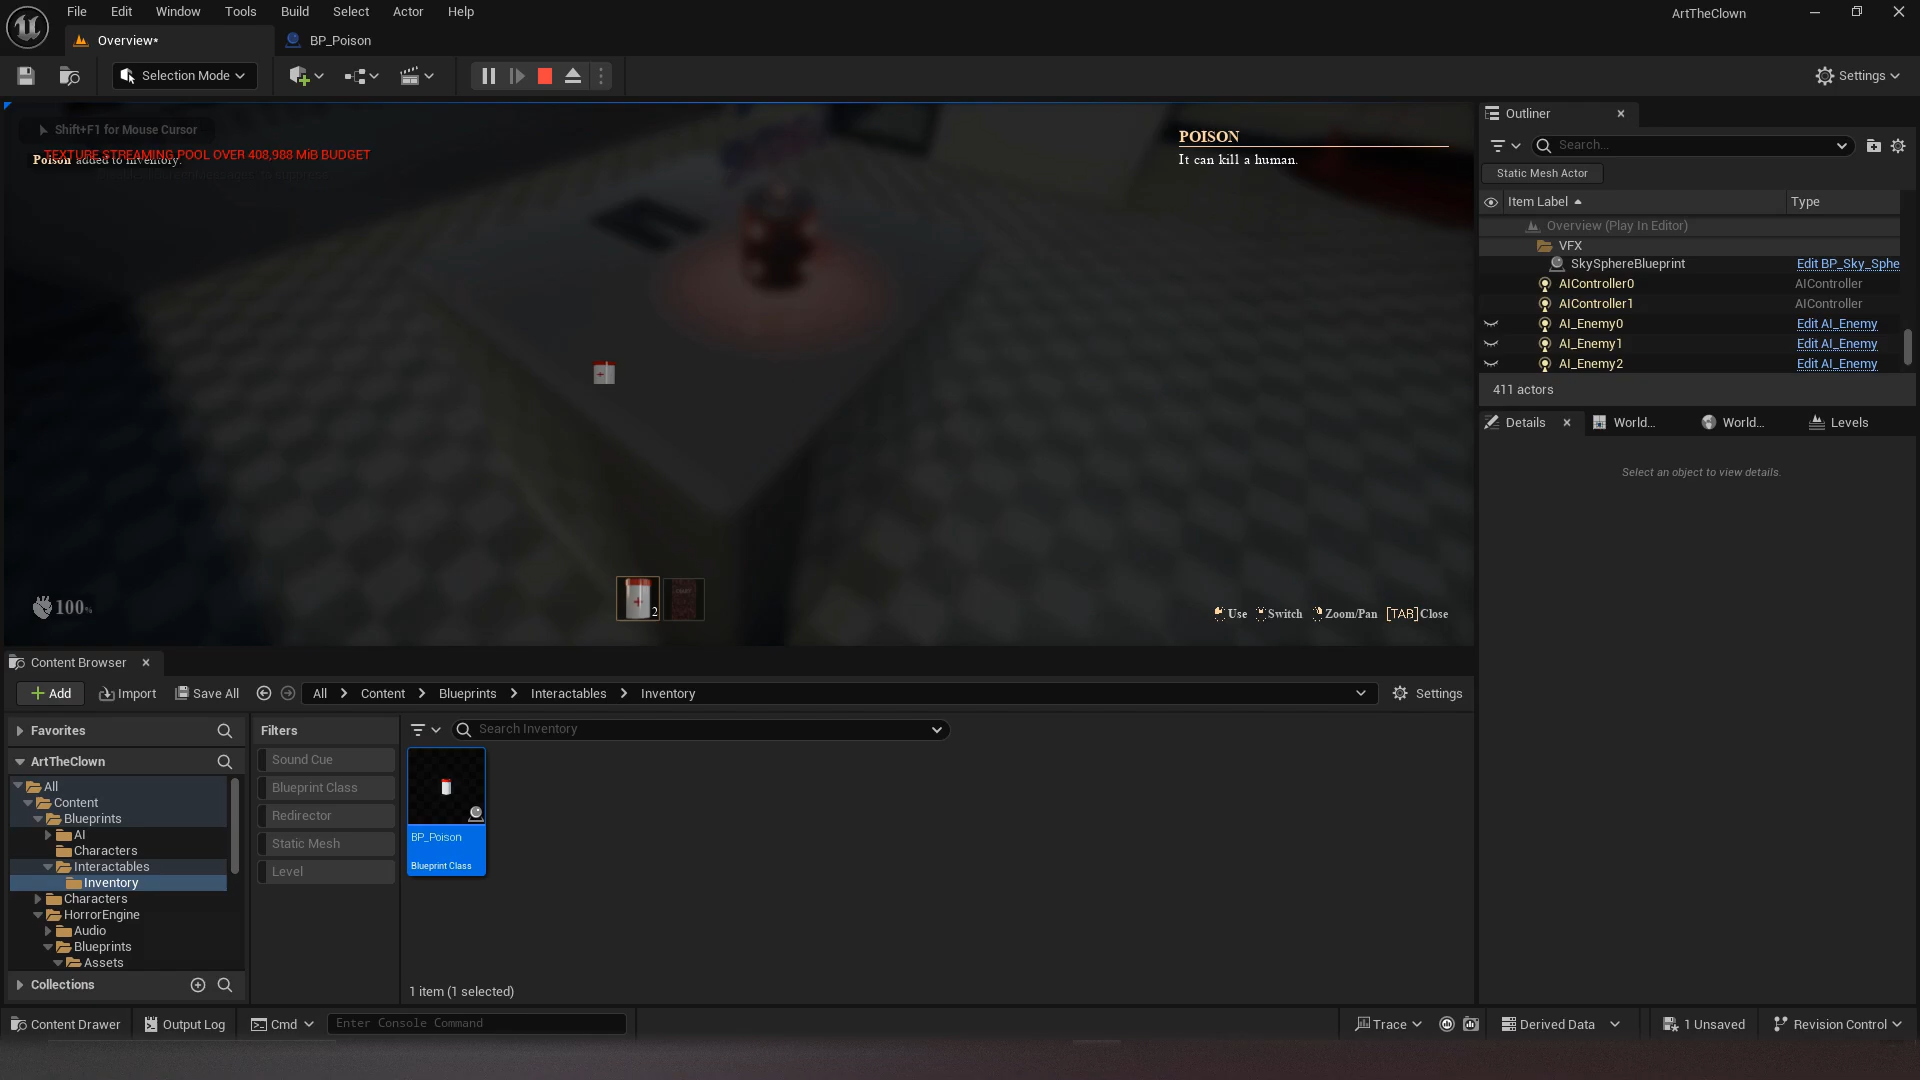 File Edit Window Tools Build Select Actor Help
ArtTheClown
Overview*
BP_Poison
Selection Mode
Settings
Shift+F1 for Mouse Cursor
TEXTURE STREAMING POOL OVER 408,988 MiB BUDGET
Poison added to inventory.
POISON
It can kill a human.
100%
2
Use Switch Zoom/Pan [TAB]Close
Outliner
Search...
Static Mesh Actor
Item Label Type
Overview (Play In Editor)
VFX
SkySphereBlueprint Edit BP_Sky_Sphe
AIController0 AIController
AIController1 AIController
AI_Enemy0 Edit AI_Enemy
AI_Enemy1 Edit AI_Enemy
AI_Enemy2 Edit AI_Enemy
411 actors
Details World... World... Levels
Select an object to view details.
Content Browser
Add Import Save All All Content Blueprints Interactables Inventory Settings
Favorites
ArtTheClown
All
Content
Blueprints
AI
Characters
Interactables
Inventory
Characters
HorrorEngine
Audio
Blueprints
Assets
Collections
Filters
Sound Cue
Blueprint Class
Redirector
Static Mesh
Level
Search Inventory
BP_Poison
Blueprint Class
1 item (1 selected)
Content Drawer Output Log Cmd Enter Console Command Trace Derived Data 1 Unsaved Revision Control